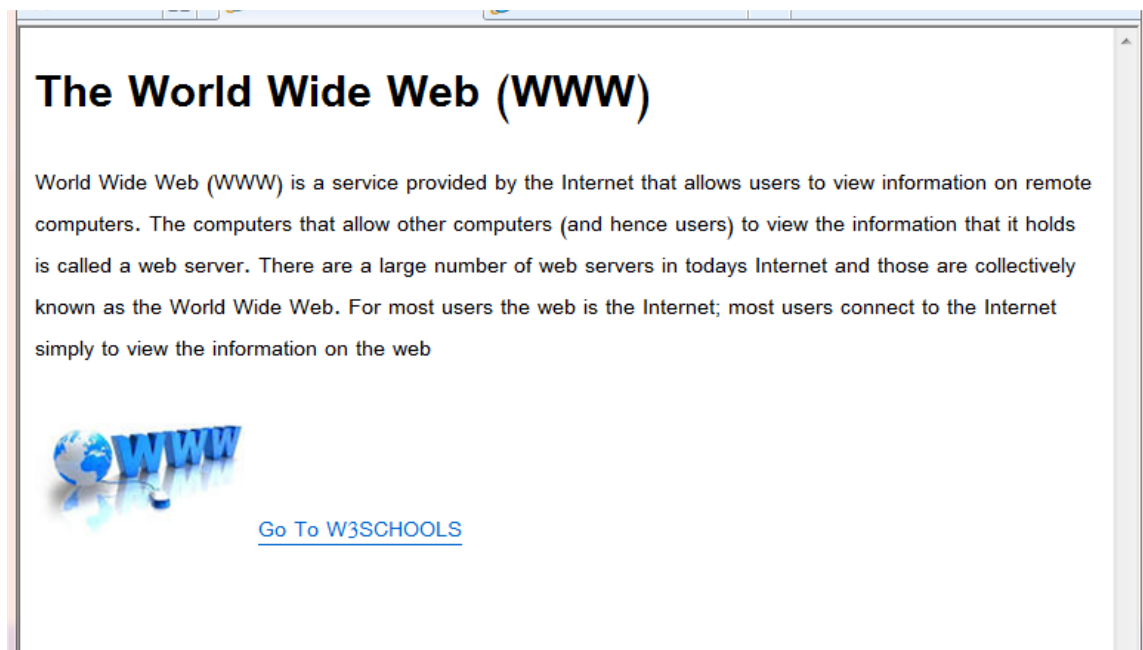 The World Wide Web (WWW)
World Wide Web (WWW) is a service provided by the Internet that allows users to view information on remote
computers. The computers that allow other computers (and hence users) to view the information that it holds
is called a web server. There are a large number of web servers in todays Internet and those are collectively
known as the World Wide Web. For most users the web is the Internet; most users connect to the Internet
simply to view the information on the web
WWW
Go To W3SCHOOLS